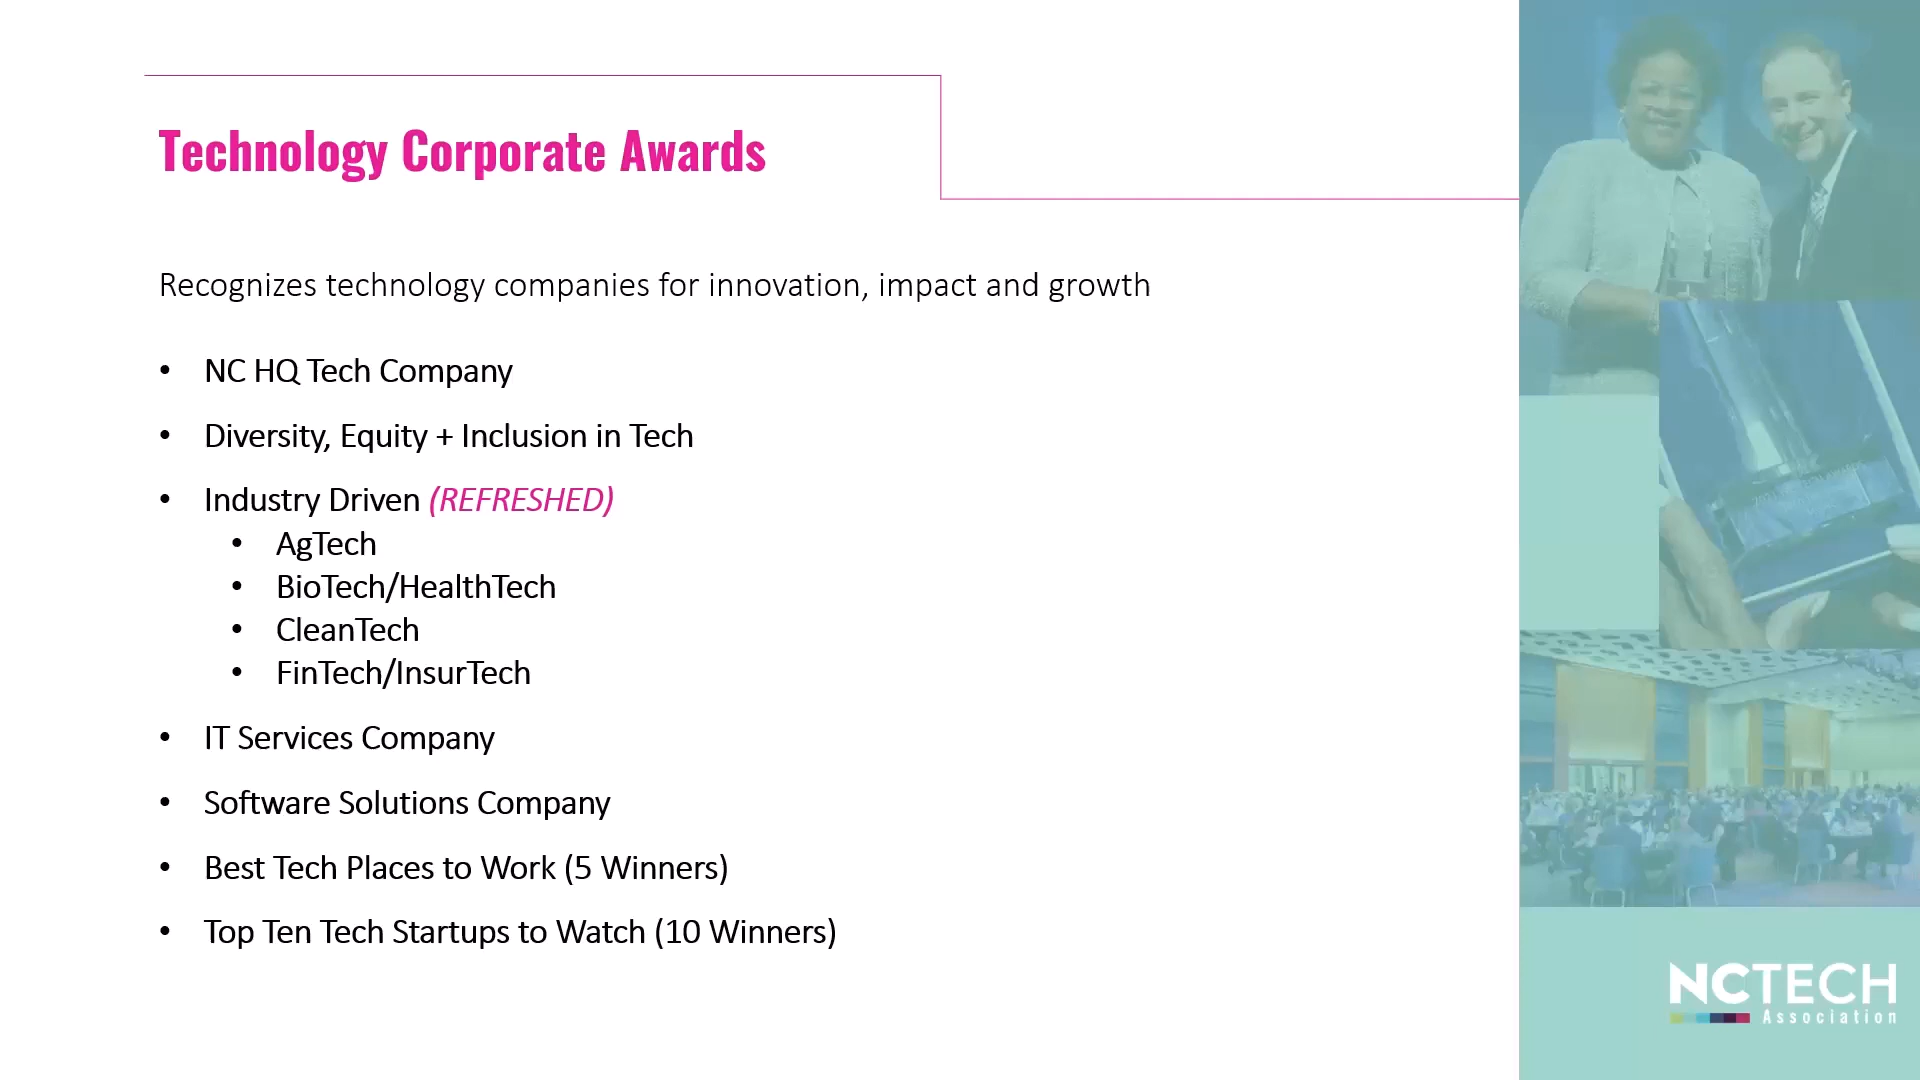 Technology Corporate Awards
Recognizes technology companies for innovation, impact and growth
• NC HQ Tech Company
• Diversity, Equity + Inclusion in Tech
• Industry Driven (REFRESHED)
• AgTech
• BioTech/HealthTech
• CleanTech
• FinTech/InsurTech
• IT Services Company
• Software Solutions Company
• Best Tech Places to Work (5 Winners)
• Top Ten Tech Startups to Watch (10 Winners)
NCTECH
Association